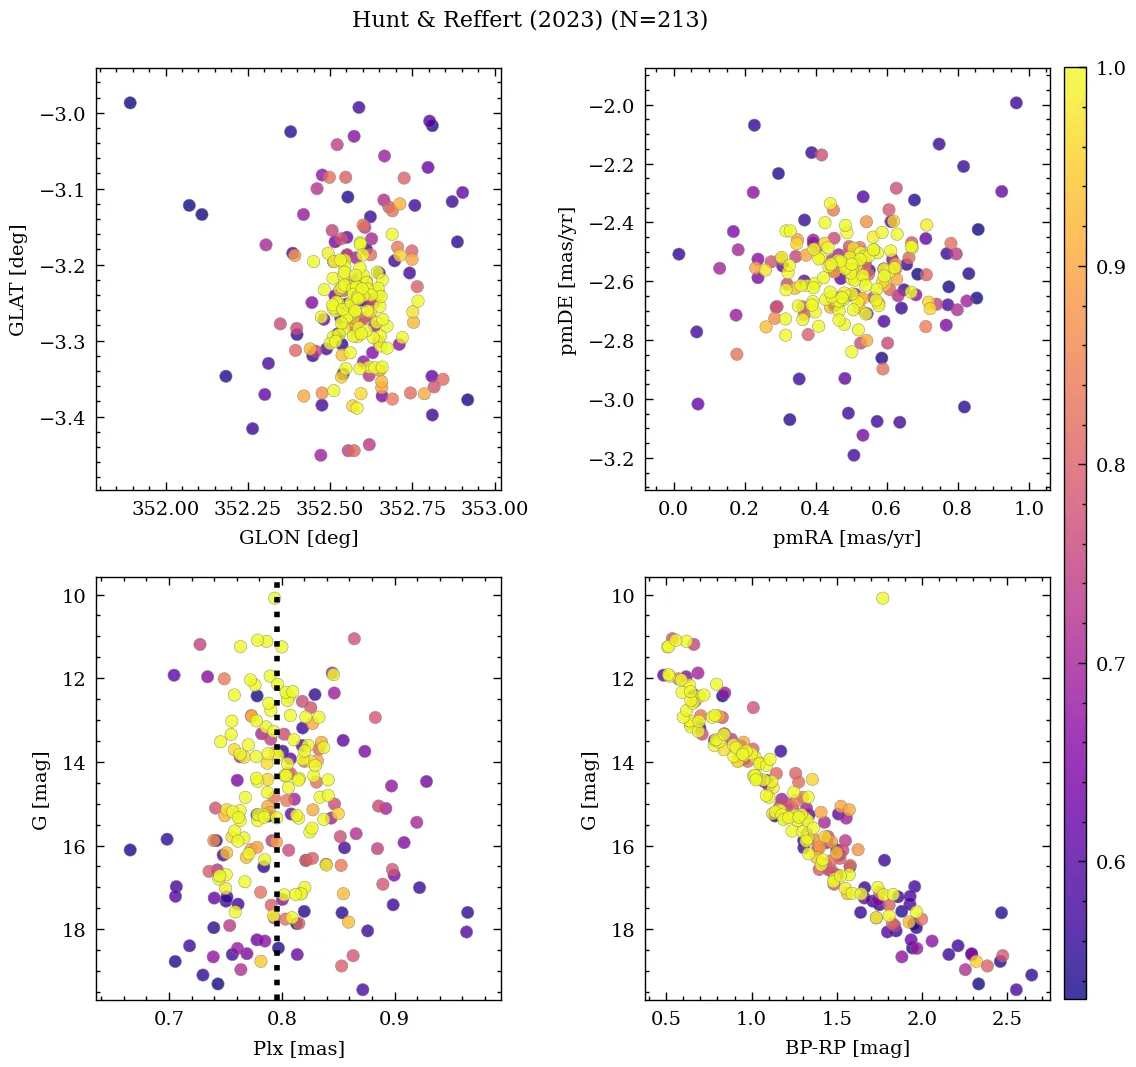 Hunt & Reffert (2023) (N=213)
−3.0
−3.1
−3.2
−3.3
−3.4
GLAT [deg]
352.00 352.25 352.50 352.75 353.00
GLON [deg]
−2.0
−2.2
−2.4
−2.6
−2.8
−3.0
−3.2
pmDE [mas/yr]
0.0 0.2 0.4 0.6 0.8 1.0
pmRA [mas/yr]
10
12
14
16
18
G [mag]
0.7 0.8 0.9
Plx [mas]
10
12
14
16
18
G [mag]
0.5 1.0 1.5 2.0 2.5
BP-RP [mag]
1.0
0.9
0.8
0.7
0.6